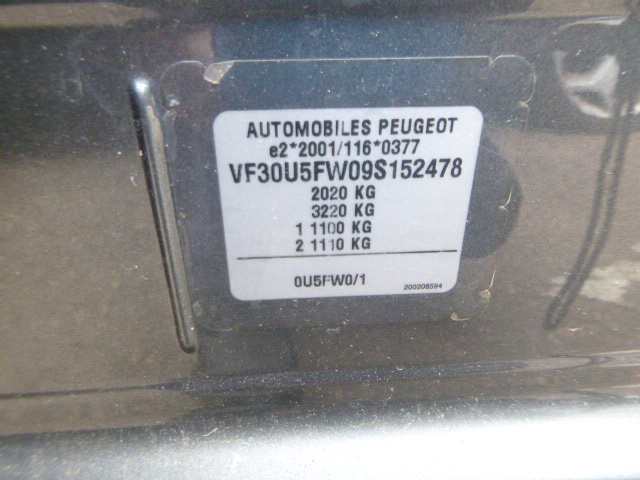 AUTOMOBILES PEUGEOT
e2*2001/116*0377
VF30U5FW09S152478
2020 KG
3220 KG
1 1100 KG
2 1110 KG
0U5FW0/1
200208594